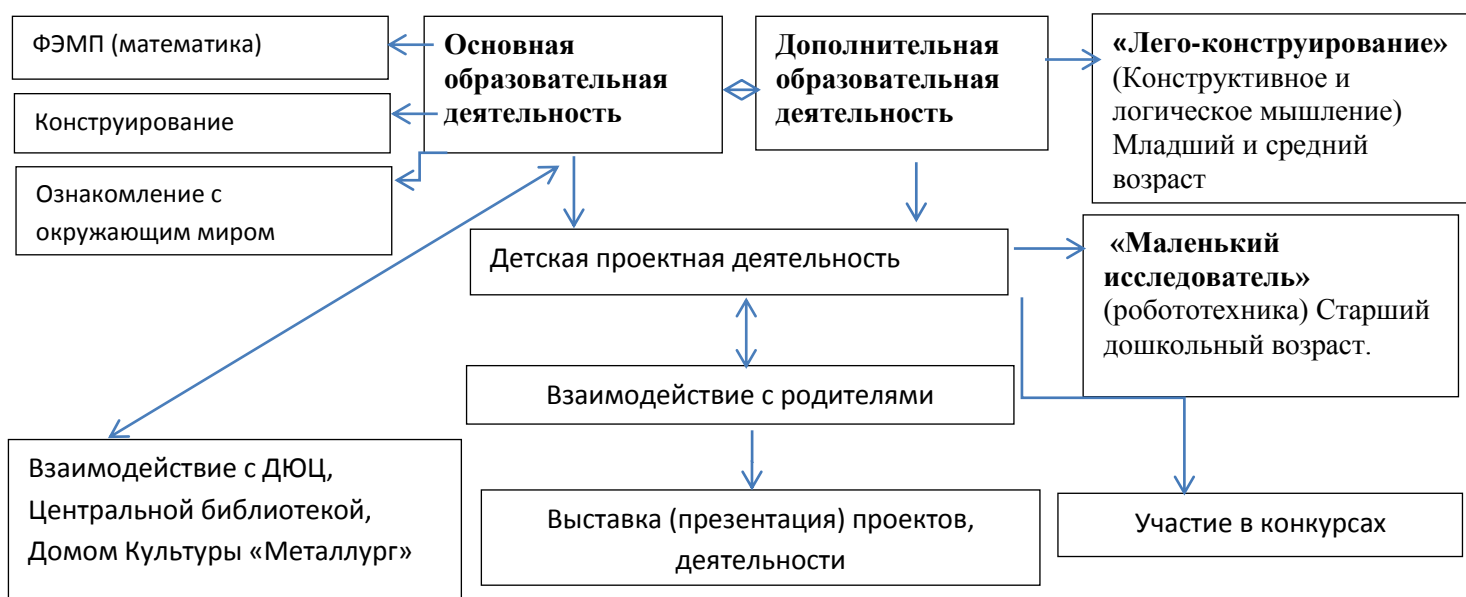 ФЭМП (математика)
Основная
образовательная
деятельность
Дополнительная
образовательная
деятельность
«Лего-конструирование»
(Конструктивное и
логическое мышление)
Младший и средний
возраст
Конструирование
Ознакомление с
окружающим миром
Детская проектная деятельность
«Маленький
исследователь»
(робототехника) Старший
дошкольный возраст.
Взаимодействие с родителями
Взаимодействие с ДЮЦ,
Центральной библиотекой,
Домом Культуры «Металлург»
Выставка (презентация) проектов,
деятельности
Участие в конкурсах